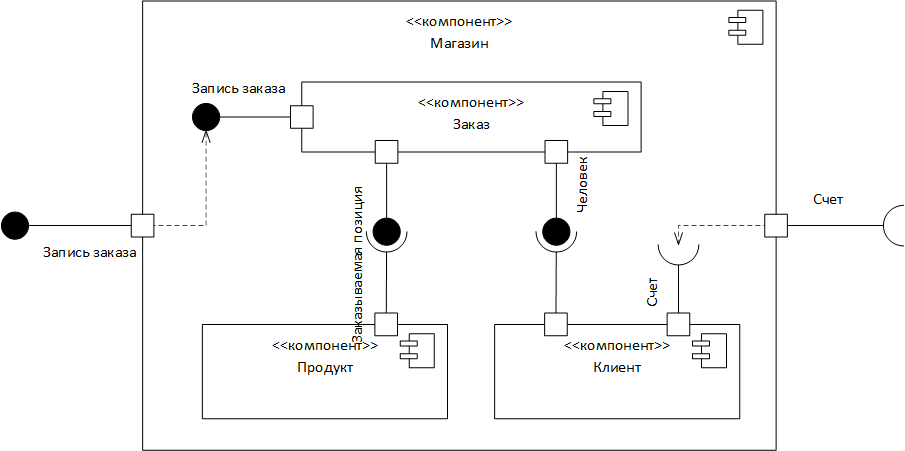 <<компонент>>
Магазин
Запись заказа
<<компонент>>
Заказ
Человек
Заказываемая позиция
Счет
Запись заказа
Счет
<<компонент>>
Продукт
<<компонент>>
Клиент